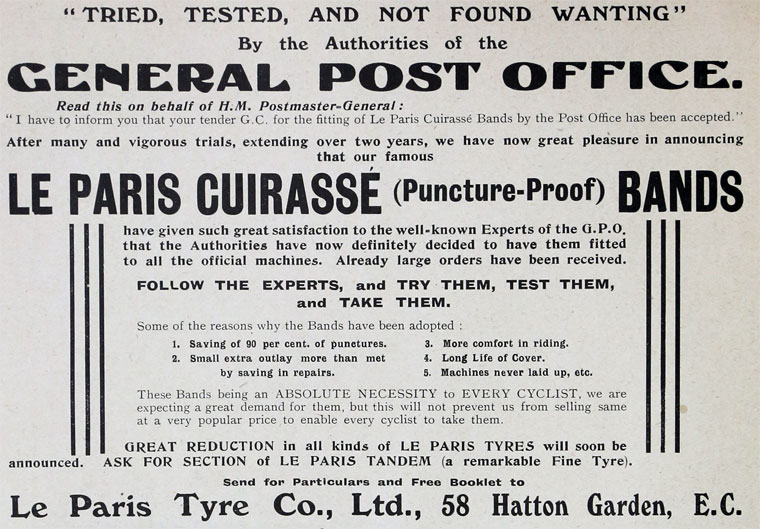 "TRIED, TESTED, AND NOT FOUND WANTING"
By the Authorities of the
GENERAL POST OFFICE.
Read this on behalf of H.M. Postmaster-General:
"I have to inform you that your tender G.C. for the fitting of Le Paris Cuirassé Bands by the Post Office has been accepted."
After many and vigorous trials, extending over two years, we have now great pleasure in announcing
that our famous
LE PARIS CUIRASSÉ (Puncture-Proof) BANDS
have given such great satisfaction to the well-known Experts of the G.P.O.
that the Authorities have now definitely decided to have them fitted
to all the official machines. Already large orders have been received.
FOLLOW THE EXPERTS, and TRY THEM, TEST THEM,
and TAKE THEM.
Some of the reasons why the Bands have been adopted :
1. Saving of 90 per cent. of punctures.
2. Small extra outlay more than met
by saving in repairs.
3. More comfort in riding.
4. Long Life of Cover.
5. Machines never laid up, etc.
These Bands being an ABSOLUTE NECESSITY to EVERY CYCLIST, we are
expecting a great demand for them, but this will not prevent us from selling same
at a very popular price to enable every cyclist to take them.
GREAT REDUCTION in all kinds of LE PARIS TYRES will soon be
announced. ASK FOR SECTION of LE PARIS TANDEM (a remarkable Fine Tyre).
Send for Particulars and Free Booklet to
Le Paris Tyre Co., Ltd., 58 Hatton Garden, E.C.